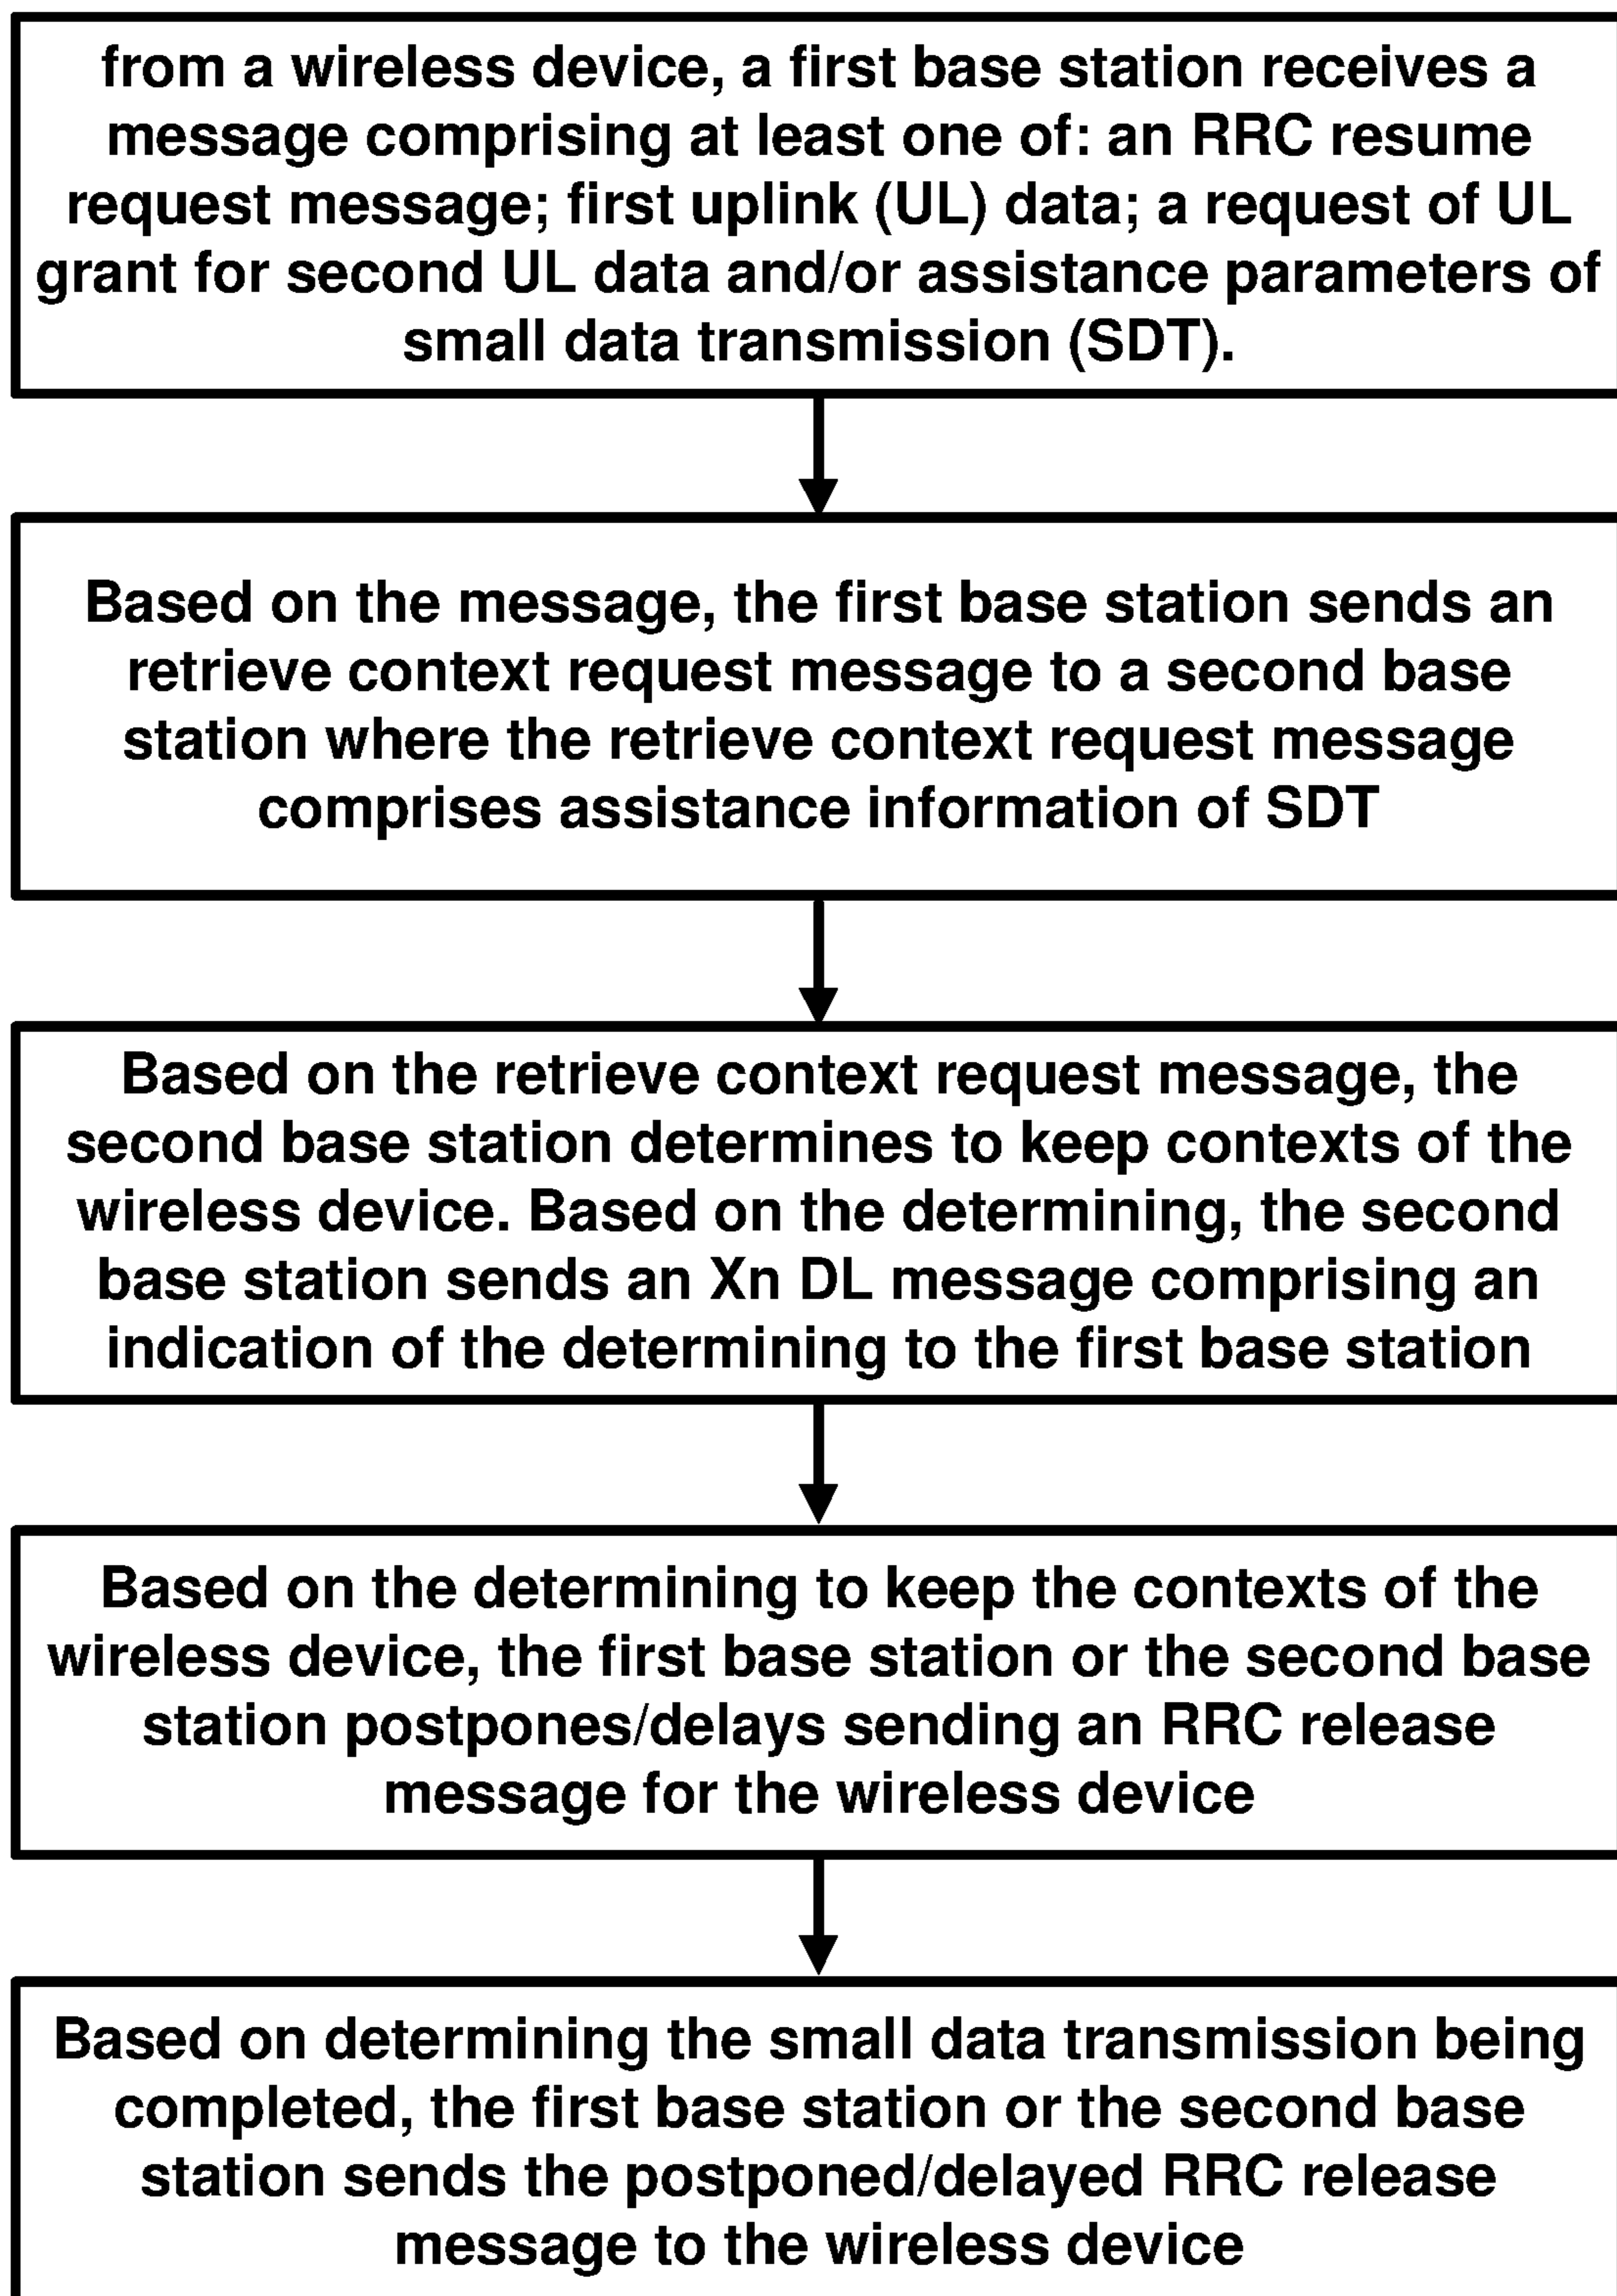 from a wireless device, a first base station receives a
message comprising at least one of: an RRC resume
request message; first uplink (UL) data; a request of UL
grant for second UL data and/or assistance parameters of
small data transmission (SDT).
Based on the message, the first base station sends an
retrieve context request message to a second base
station where the retrieve context request message
comprises assistance information of SDT
Based on the retrieve context request message, the
second base station determines to keep contexts of the
wireless device. Based on the determining, the second
base station sends an Xn DL message comprising an
indication of the determining to the first base station
Based on the determining to keep the contexts of the
wireless device, the first base station or the second base
station postpones/delays sending an RRC release
message for the wireless device
Based on determining the small data transmission being
completed, the first base station or the second base
station sends the postponed/delayed RRC release
message to the wireless device